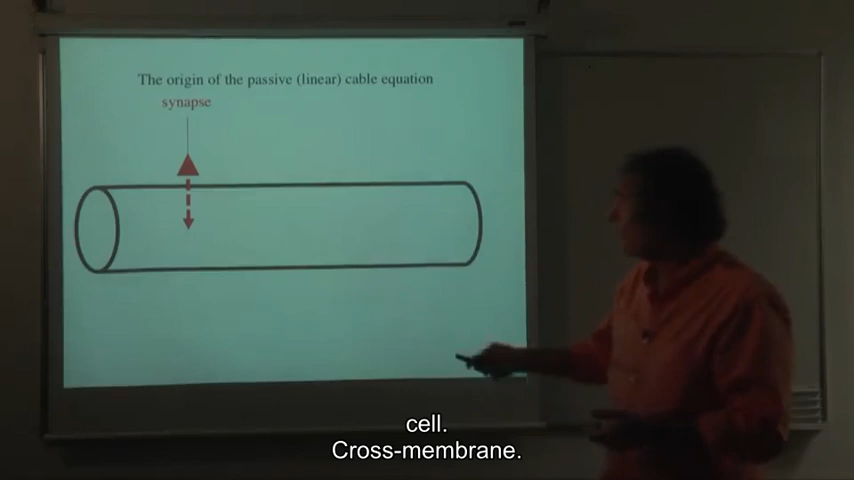 The origin of the passive (linear) cable equation
synapse
cell.
Cross-membrane.